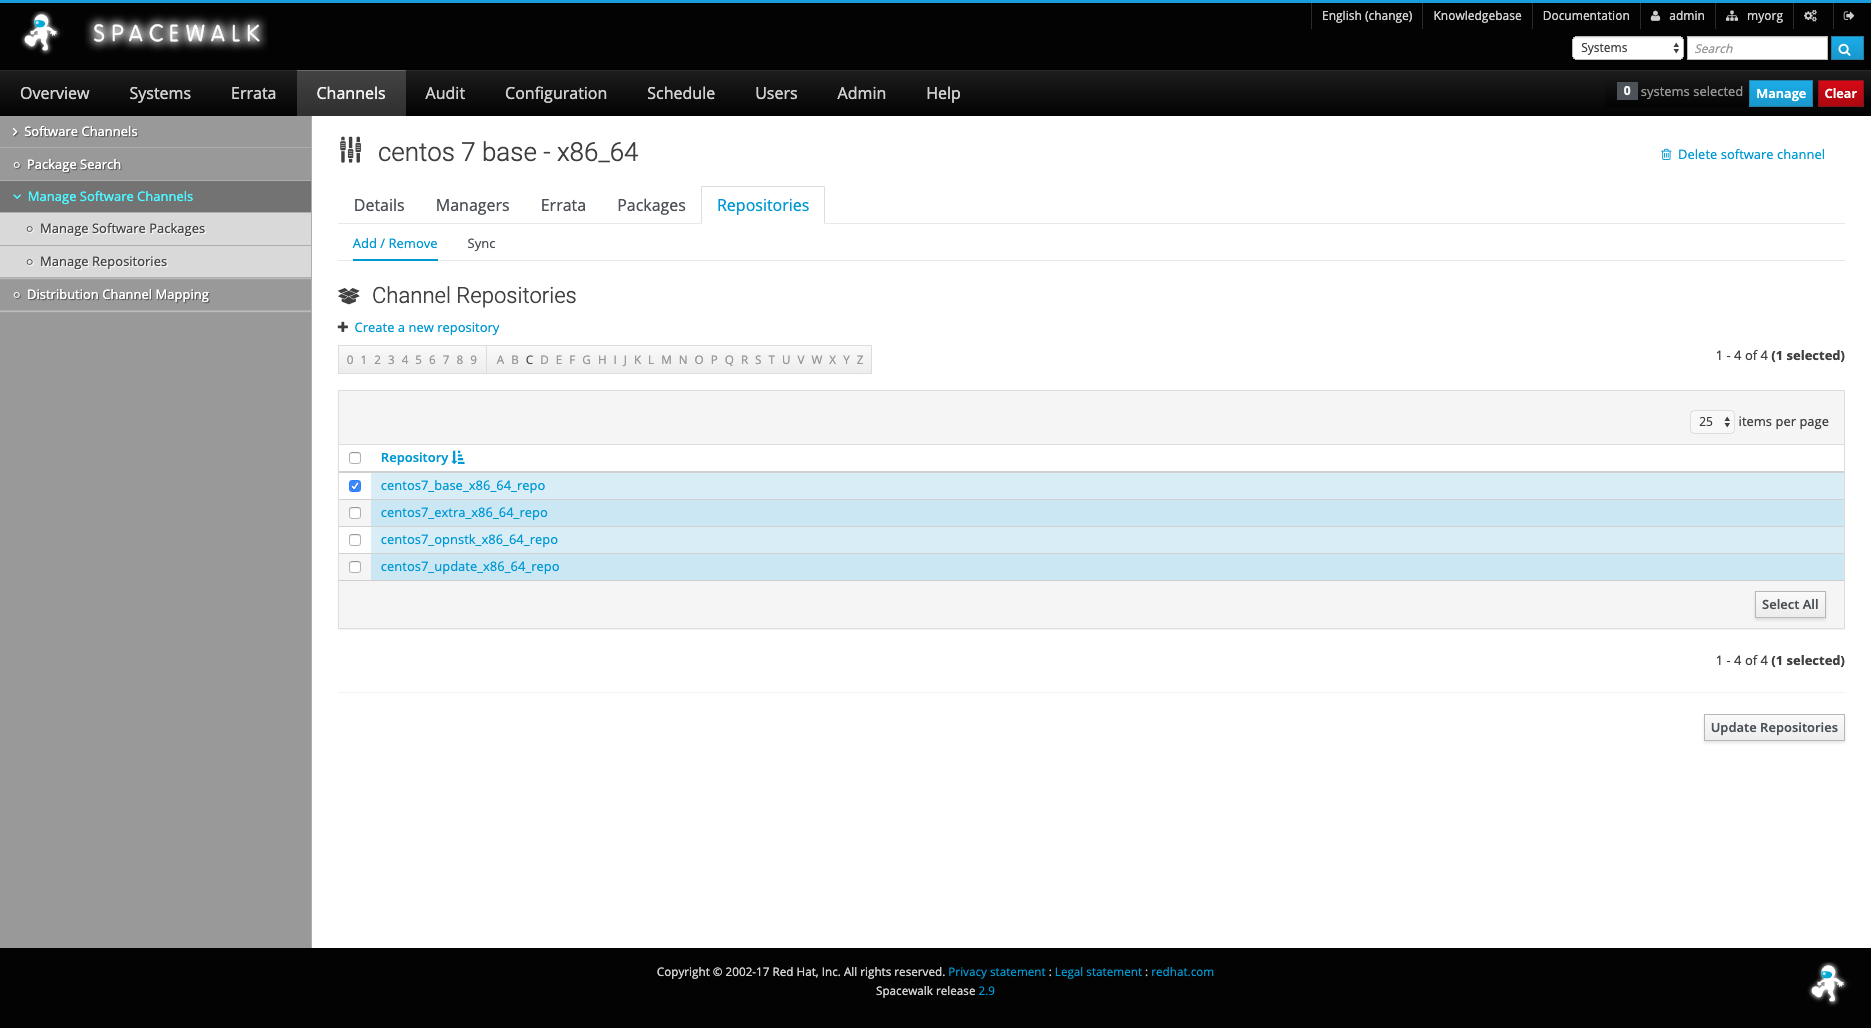 SPACEWALK
English (change) Knowledgebase Documentation admin myorg
Systems Search
Overview Systems Errata Channels Audit Configuration Schedule Users Admin Help
0 systems selected Manage Clear
Software Channels
Package Search
Manage Software Channels
Manage Software Packages
Manage Repositories
Distribution Channel Mapping
centos 7 base - x86_64
Delete software channel
Details Managers Errata Packages Repositories
Add / Remove Sync
Channel Repositories
Create a new repository
0 1 2 3 4 5 6 7 8 9 A B C D E F G H I J K L M N O P Q R S T U V W X Y Z
1 - 4 of 4 (1 selected)
25 items per page
Repository
centos7_base_x86_64_repo
centos7_extra_x86_64_repo
centos7_opnstk_x86_64_repo
centos7_update_x86_64_repo
Select All
1 - 4 of 4 (1 selected)
Update Repositories
Copyright © 2002-17 Red Hat, Inc. All rights reserved. Privacy statement : Legal statement : redhat.com
Spacewalk release 2.9